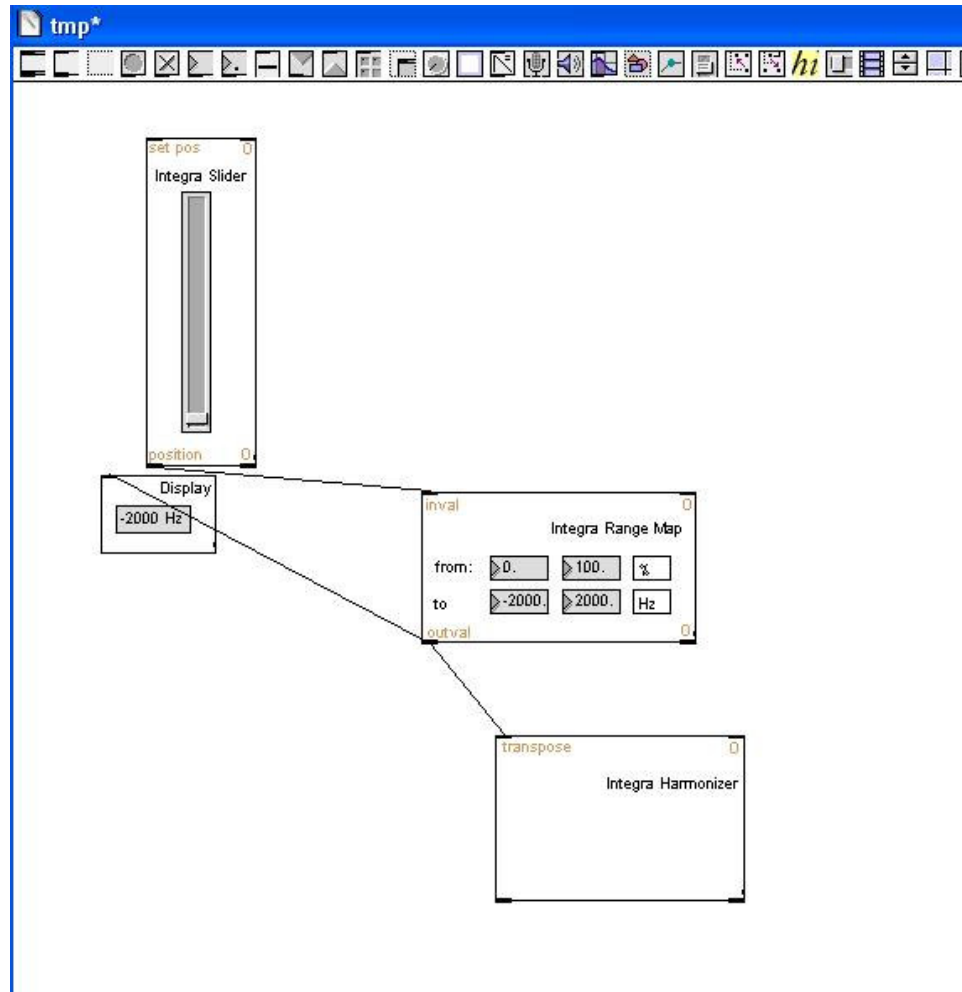 tmp*
hi
set pos 0
Integra Slider
position 0
Display
-2000 Hz
inval 0
Integra Range Map
from: 0. 100. %
to -2000. 2000. Hz
outval 0
transpose 0
Integra Harmonizer